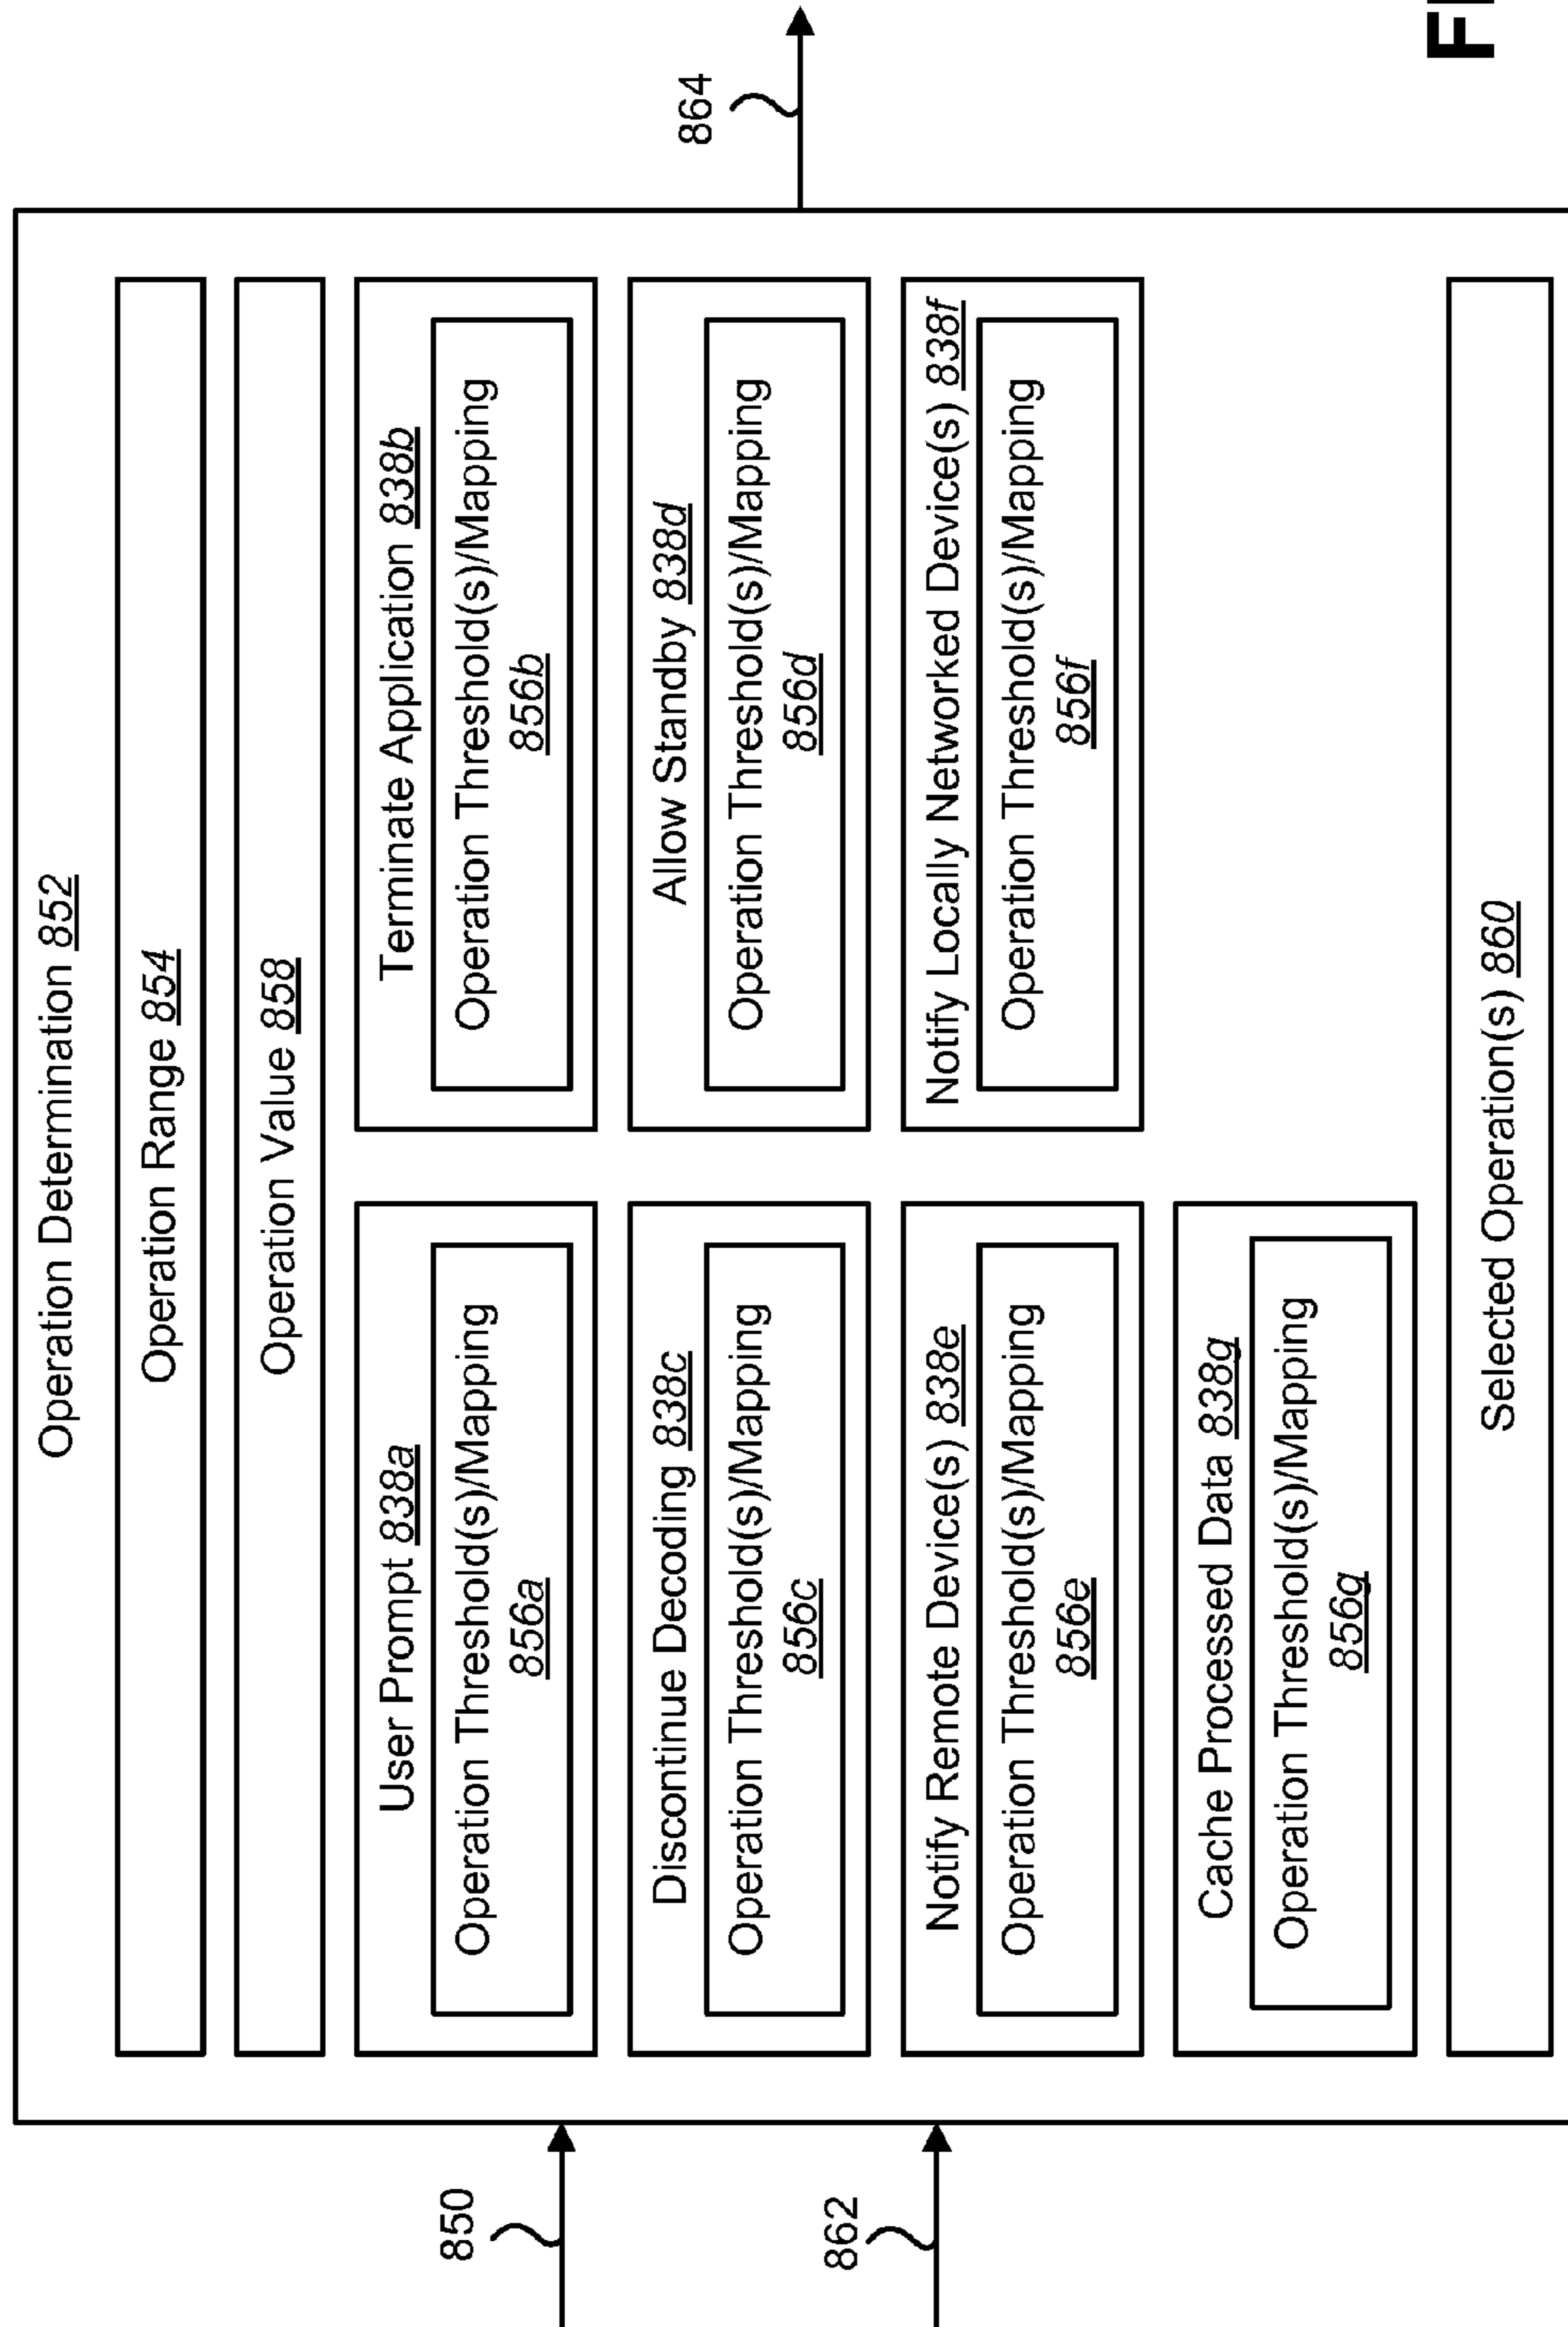 Operation Determination 852
Operation Range 854
Operation Value 858
User Prompt 838a
Operation Threshold(s)/Mapping
856a
Terminate Application 838b
Operation Threshold(s)/Mapping
856b
Discontinue Decoding 838c
Operation Threshold(s)/Mapping
856c
Allow Standby 838d
Operation Threshold(s)/Mapping
856d
Notify Remote Device(s) 838e
Operation Threshold(s)/Mapping
856e
Notify Locally Networked Device(s) 838f
Operation Threshold(s)/Mapping
856f
Cache Processed Data 838g
Operation Threshold(s)/Mapping
856g
Selected Operation(s) 860
850
862
864